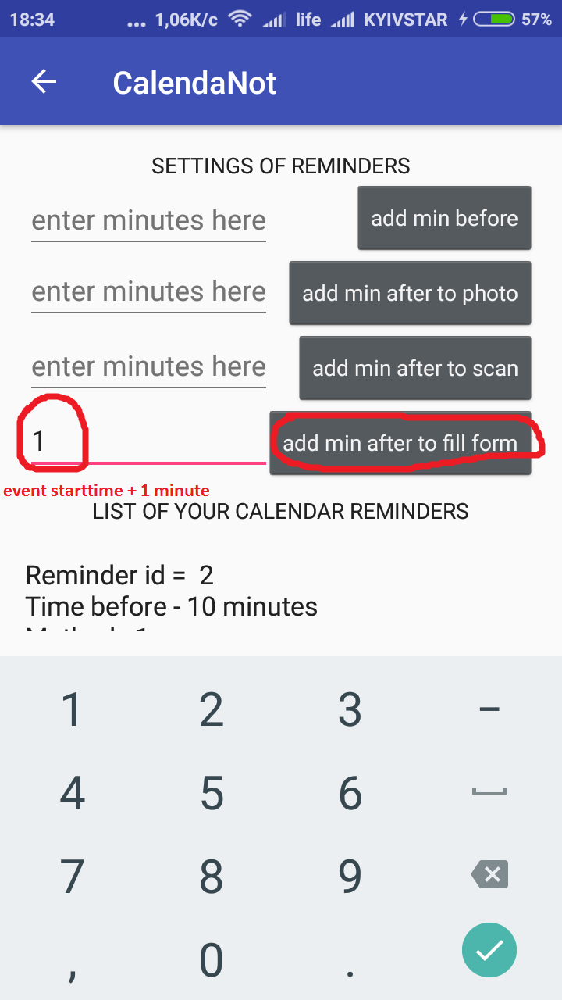 18:34 ... 1,06K/c life KYIVSTAR 57%
CalendaNot
SETTINGS OF REMINDERS
enter minutes here add min before
enter minutes here add min after to photo
enter minutes here add min after to scan
1 add min after to fill form
event starttime + 1 minute
LIST OF YOUR CALENDAR REMINDERS
Reminder id = 2
Time before - 10 minutes
1 2 3 –
4 5 6
7 8 9
, 0 .